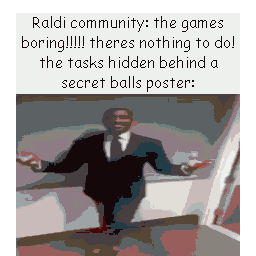 Raldi community: the games
boring!!!!! theres nothing to do!
the tasks hidden behind a
secret balls poster: